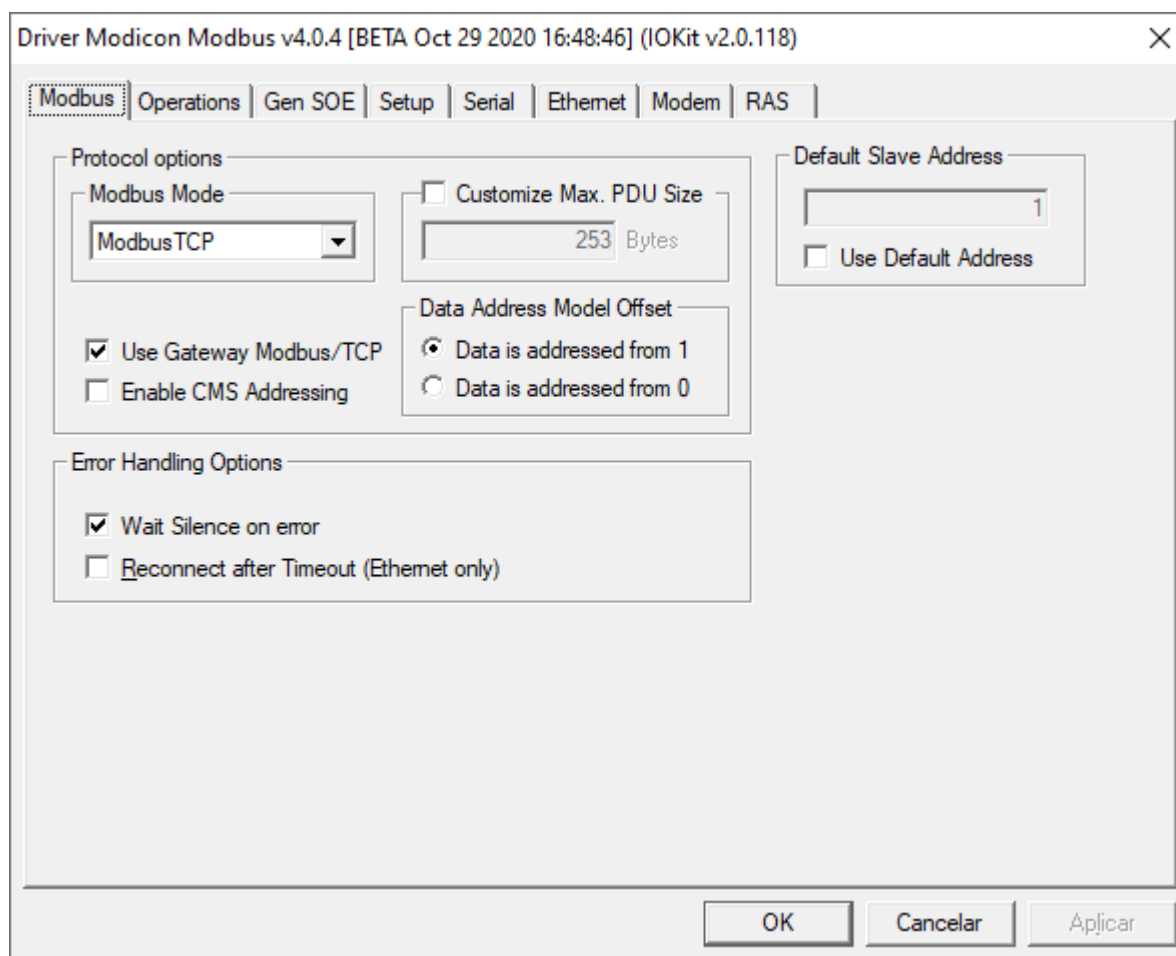 Driver Modicon Modbus v4.0.4 [BETA Oct 29 2020 16:48:46] (IOKit v2.0.118)
Modbus Operations Gen SOE Setup Serial Ethernet Modem RAS
Protocol options
Modbus Mode
ModbusTCP
Customize Max. PDU Size
253 Bytes
Use Gateway Modbus/TCP
Enable CMS Addressing
Data Address Model Offset
Data is addressed from 1
Data is addressed from 0
Default Slave Address
1
Use Default Address
Error Handling Options
Wait Silence on error
Reconnect after Timeout (Ethernet only)
OK Cancelar Aplicar